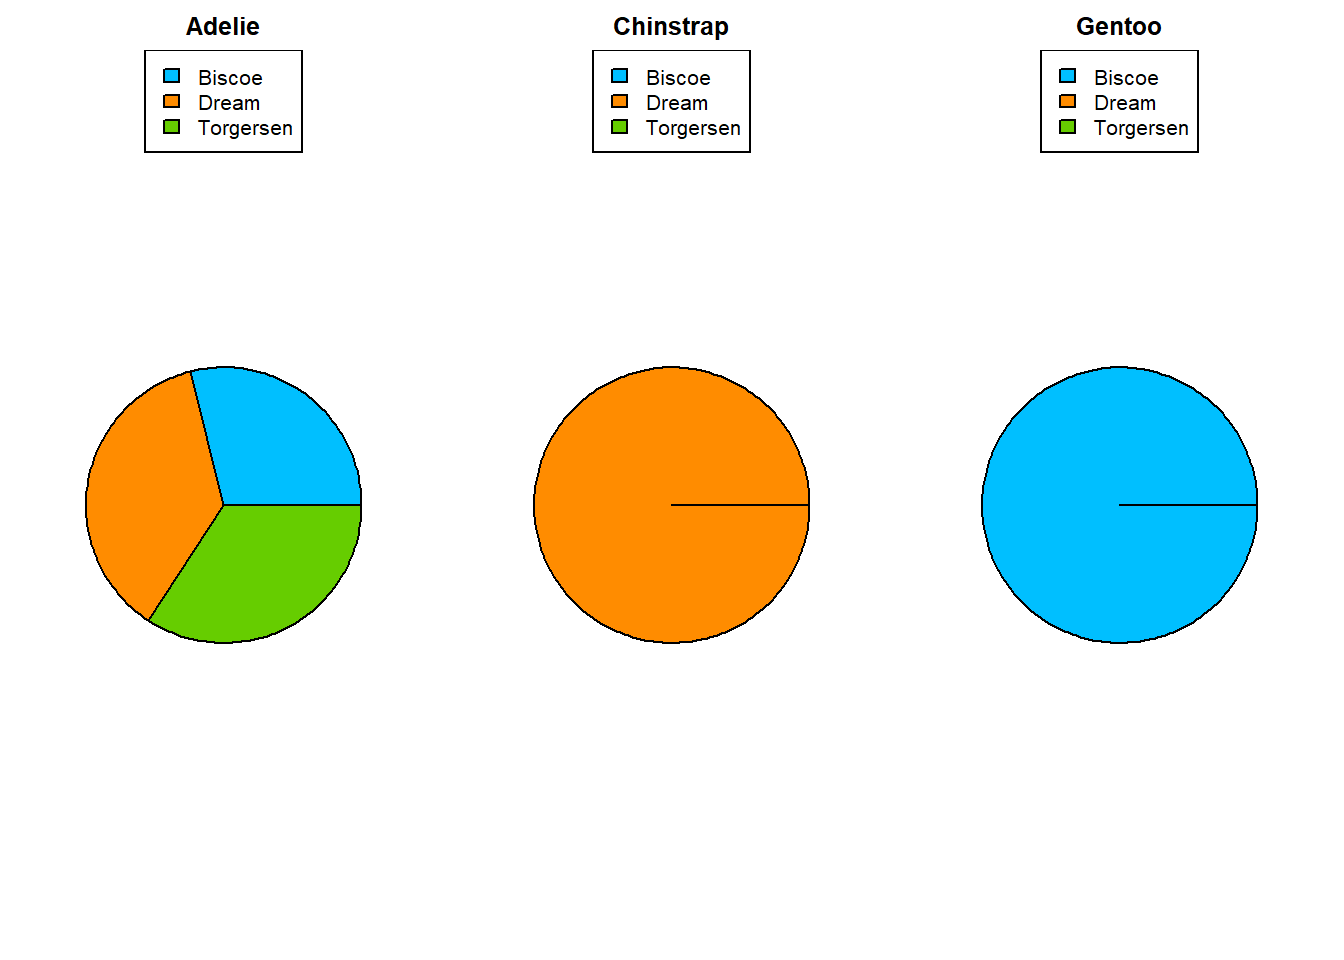 Adelie
Biscoe
Dream
Torgersen
Chinstrap
Biscoe
Dream
Torgersen
Gentoo
Biscoe
Dream
Torgersen